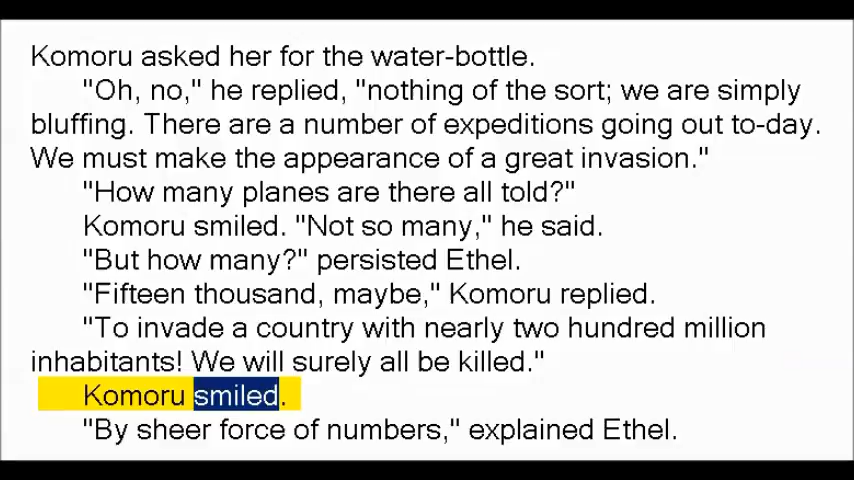 Komoru asked her for the water-bottle.
"Oh, no," he replied, "nothing of the sort; we are simply
bluffing. There are a number of expeditions going out to-day.
We must make the appearance of a great invasion."
"How many planes are there all told?"
Komoru smiled. "Not so many," he said.
"But how many?" persisted Ethel.
"Fifteen thousand, maybe," Komoru replied.
"To invade a country with nearly two hundred million
inhabitants! We will surely all be killed."
Komoru smiled.
"By sheer force of numbers," explained Ethel.